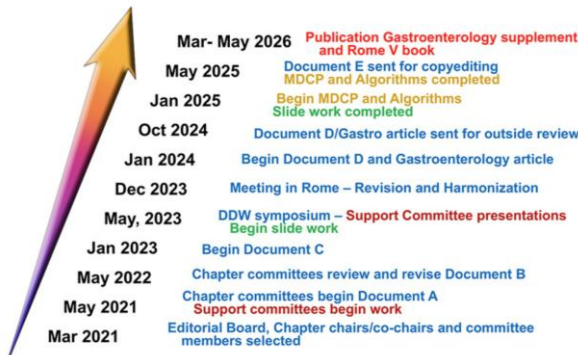 Mar- May 2026 Publication Gastroenterology supplement
and Rome V book
May 2025 Document E sent for copyediting
MDCP and Algorithms completed
Jan 2025 Begin MDCP and Algorithms
Slide work completed
Oct 2024 Document D/Gastro article sent for outside review
Jan 2024 Begin Document D and Gastroenterology article
Dec 2023 Meeting in Rome – Revision and Harmonization
May, 2023 DDW symposium – Support Committee presentations
Begin slide work
Jan 2023 Begin Document C
May 2022 Chapter committees review and revise Document B
May 2021 Chapter committees begin Document A
Support committees begin work
Mar 2021 Editorial Board, Chapter chairs/co-chairs and committee
members selected